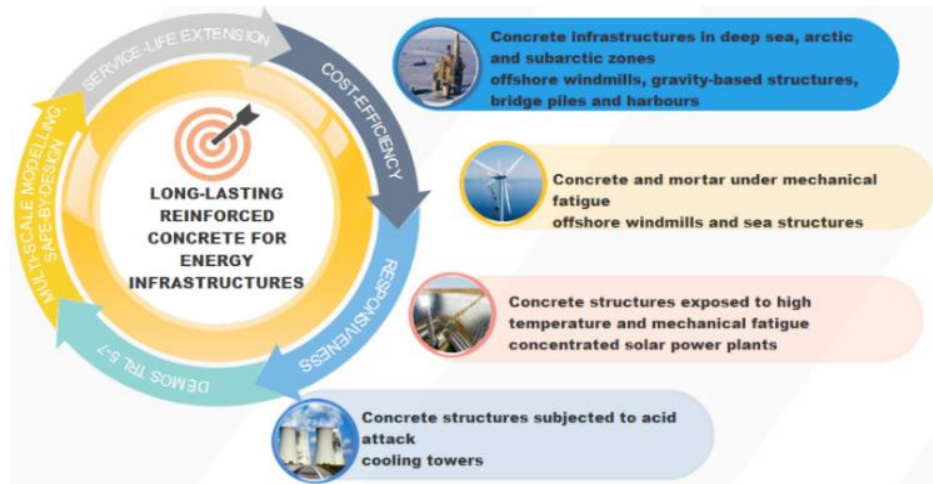 SERVICE-LIFE EXTENSION
COST-EFFICIENCY
RESPONSIVENESS
DEMOS TRL 5-7
MULTI-SCALE MODELLING,
SAFE-BY-DESIGN
LONG-LASTING
REINFORCED
CONCRETE FOR
ENERGY
INFRASTRUCTURES
Concrete infrastructures in deep sea, arctic
and subarctic zones
offshore windmills, gravity-based structures,
bridge piles and harbours
Concrete and mortar under mechanical
fatigue
offshore windmills and sea structures
Concrete structures exposed to high
temperature and mechanical fatigue
concentrated solar power plants
Concrete structures subjected to acid
attack
cooling towers